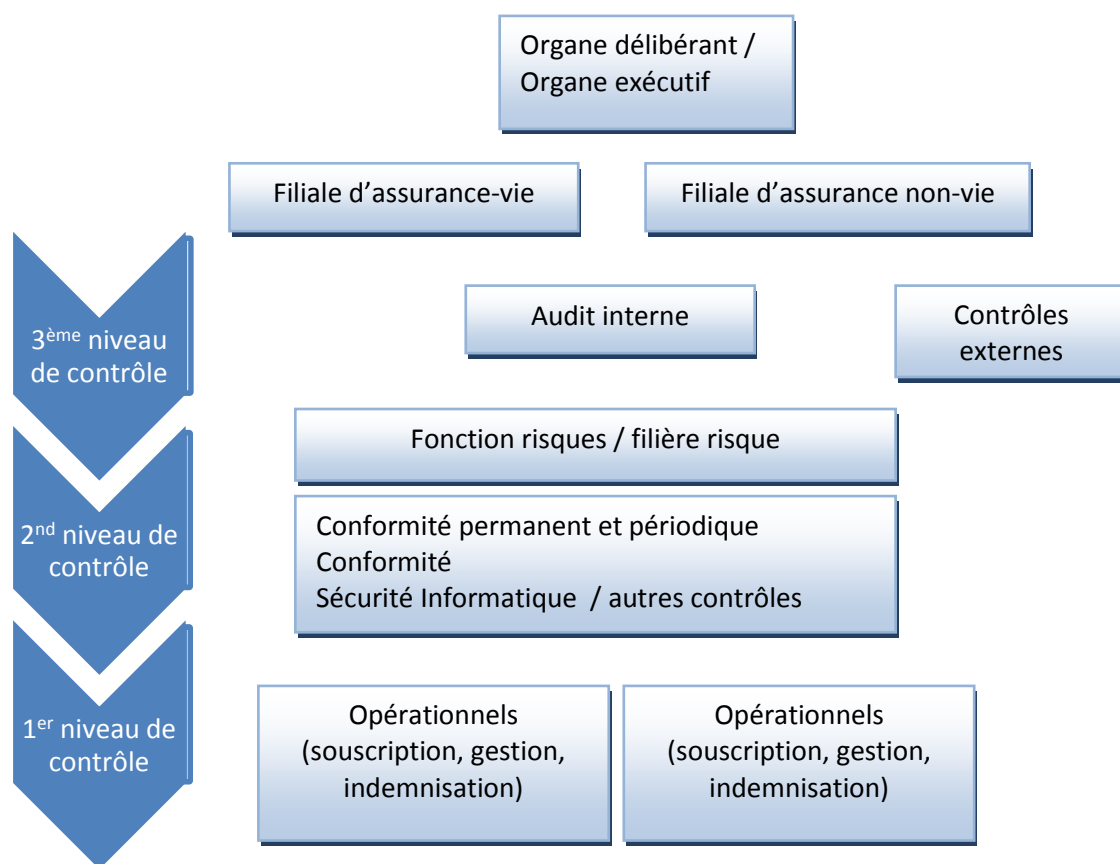 Organe délibérant /
Organe exécutif
Filiale d'assurance-vie
Filiale d'assurance non-vie
3ème niveau
de contrôle
Audit interne
Contrôles
externes
Fonction risques / filière risque
2nd niveau de
contrôle
Conformité permanent et périodique
Conformité
Sécurité Informatique / autres contrôles
1er niveau de
contrôle
Opérationnels
(souscription, gestion,
indemnisation)
Opérationnels
(souscription, gestion,
indemnisation)